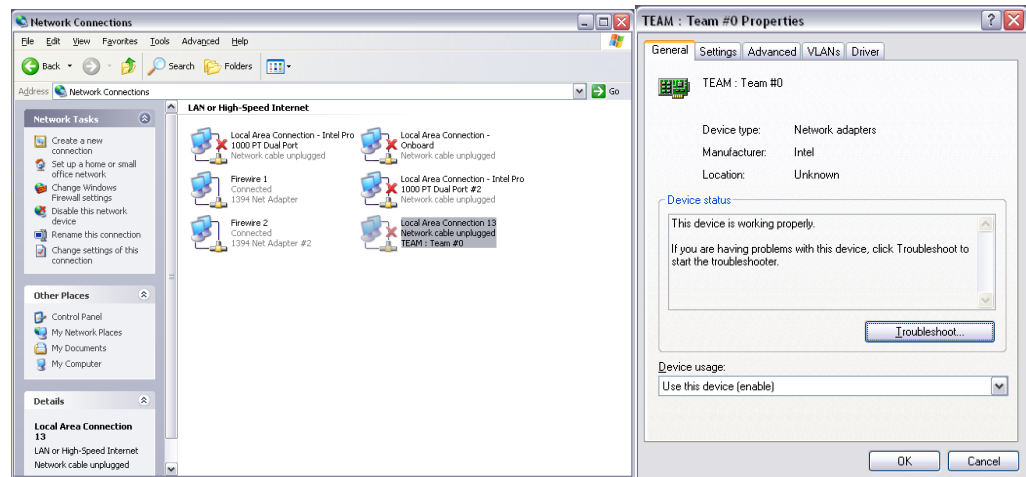 Network Connections
File Edit View Favorites Tools Advanced Help
Back Search Folders
Address Network Connections Go
Network Tasks
Create a new
connection
Set up a home or small
office network
Change Windows
Firewall settings
Disable this network
device
Rename this connection
Change settings of this
connection
Other Places
Control Panel
My Network Places
My Documents
My Computer
Details
Local Area Connection
13
LAN or High-Speed Internet
Network cable unplugged
LAN or High-Speed Internet
Local Area Connection - Intel Pro
1000 PT Dual Port
Network cable unplugged
Local Area Connection -
Onboard
Network cable unplugged
Firewire 1
Connected
1394 Net Adapter
Local Area Connection - Intel Pro
1000 PT Dual Port #2
Network cable unplugged
Firewire 2
Connected
1394 Net Adapter #2
Local Area Connection 13
Network cable unplugged
TEAM : Team #0
TEAM : Team #0 Properties
General Settings Advanced VLANs Driver
TEAM : Team #0
Device type: Network adapters
Manufacturer: Intel
Location: Unknown
Device status
This device is working properly.
If you are having problems with this device, click Troubleshoot to
start the troubleshooter.
Troubleshoot...
Device usage:
Use this device (enable)
OK Cancel